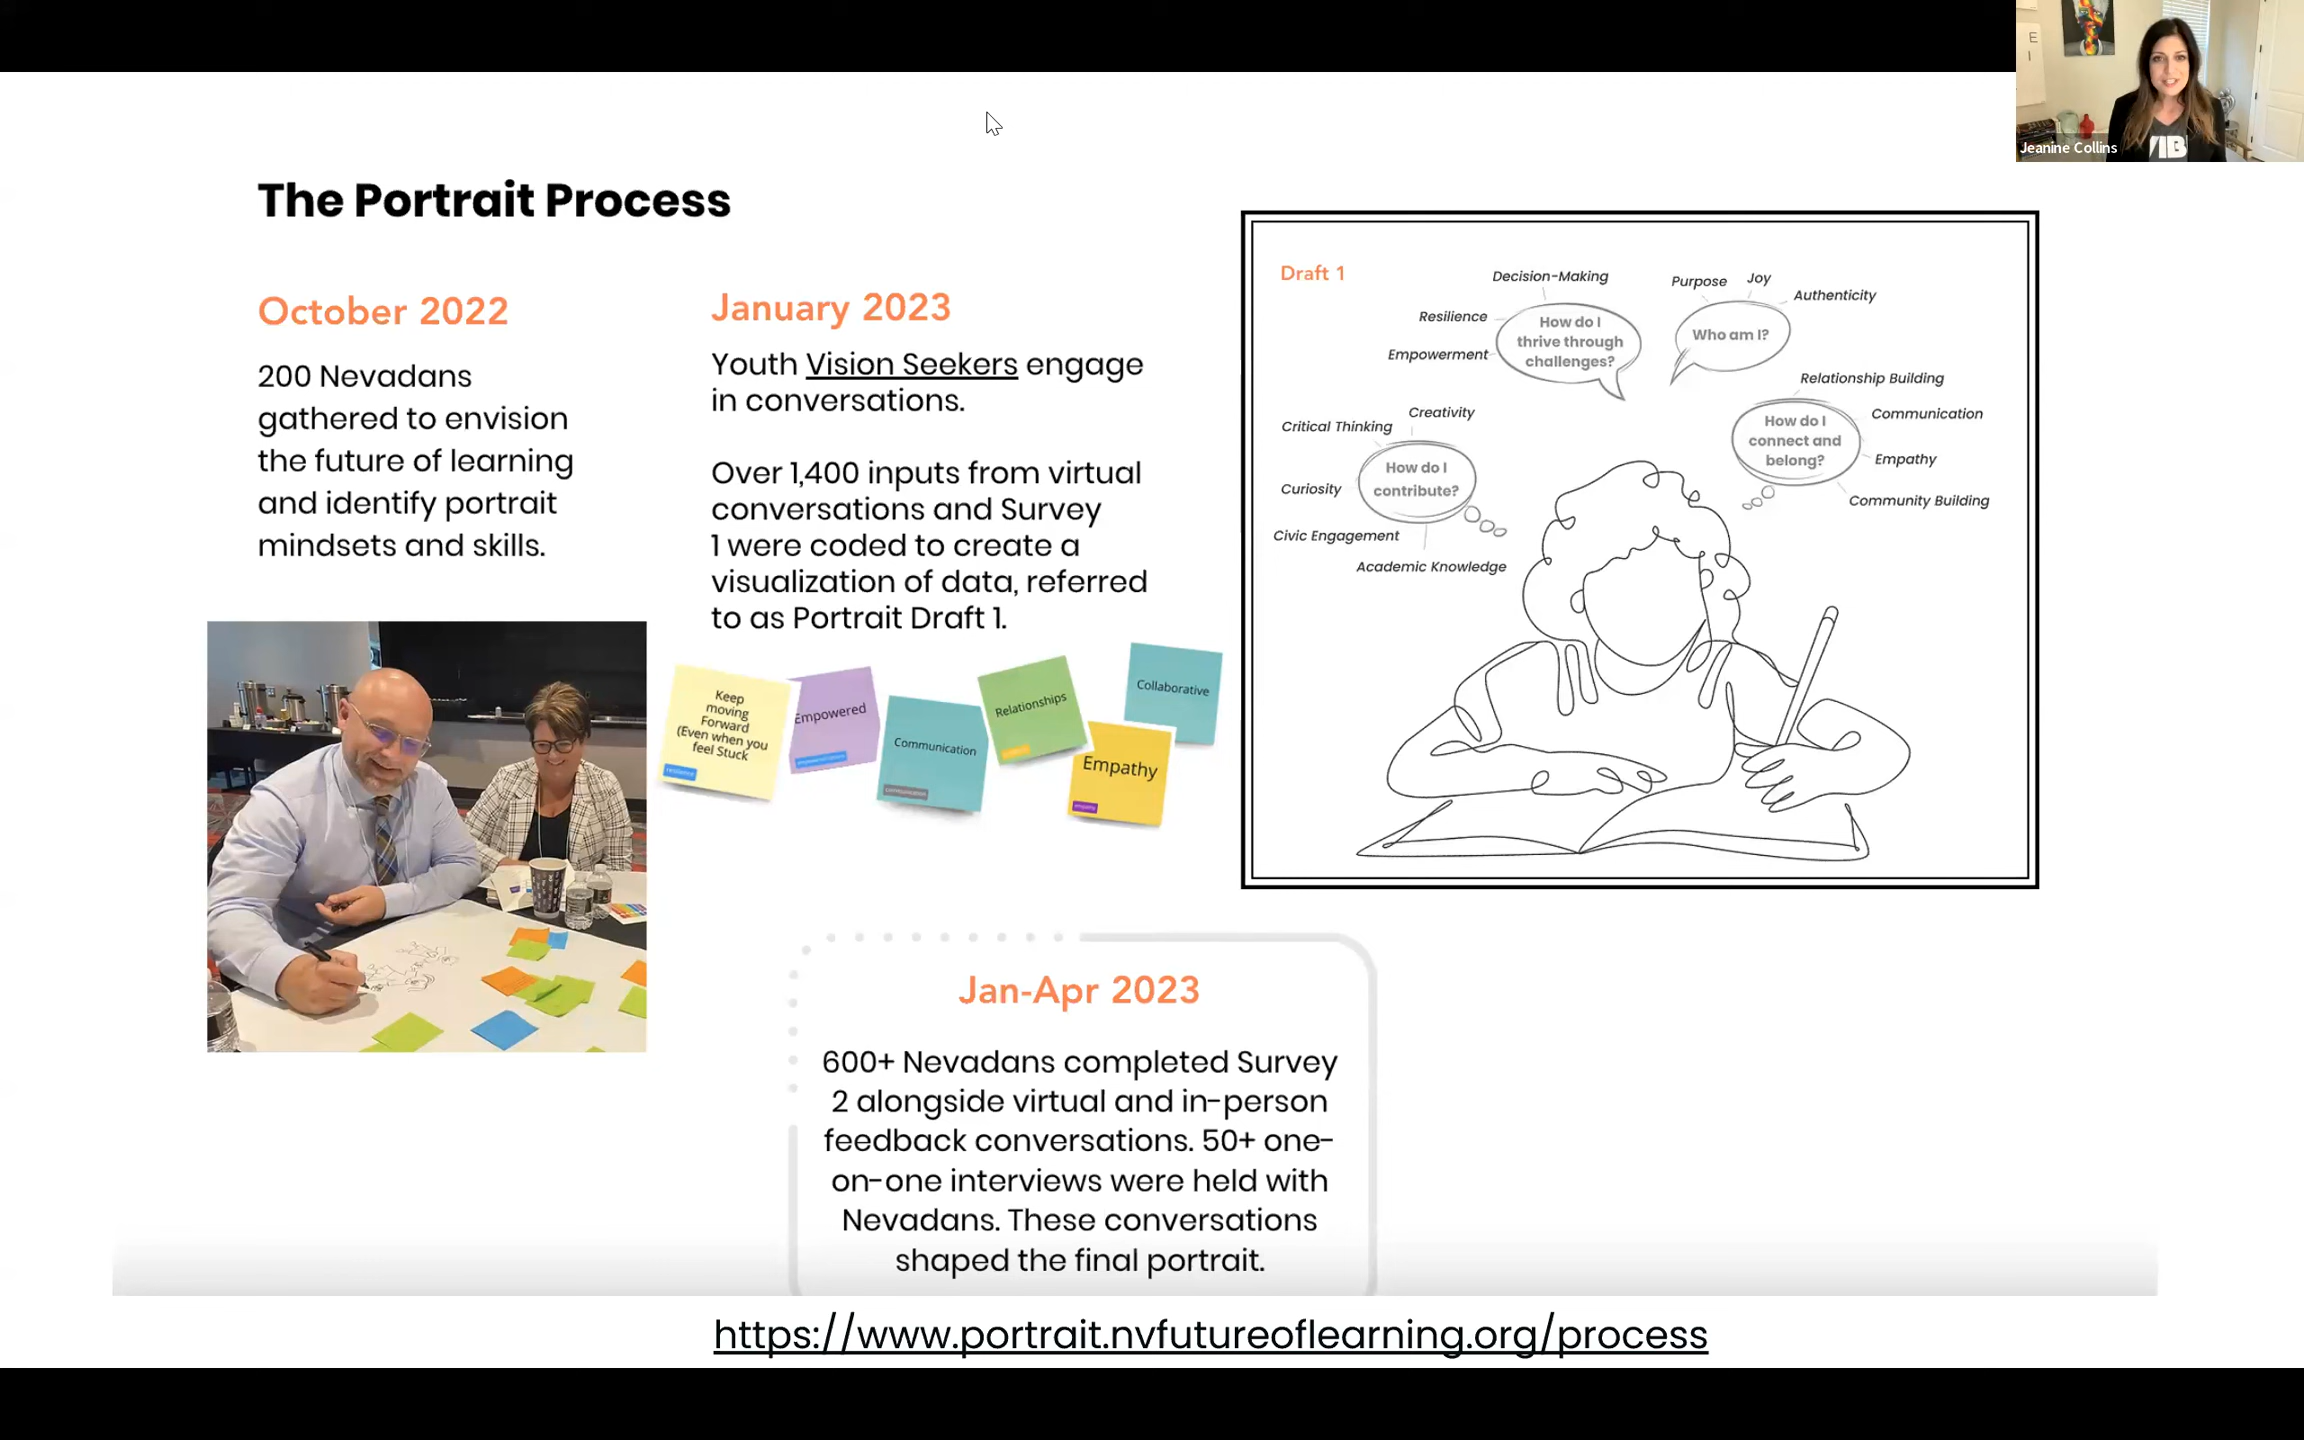 Jeanine Collins
The Portrait Process
October 2022
200 Nevadans
gathered to envision
the future of learning
and identify portrait
mindsets and skills.
January 2023
Youth Vision Seekers engage
in conversations.
Over 1,400 inputs from virtual
conversations and Survey
1 were coded to create a
visualization of data, referred
to as Portrait Draft 1.
Keep
moving
Forward
(Even when you
feel Stuck
resilience
Empowered
Communication
communication
Relationships
Empathy
empathy
Collaborative
Draft 1
Decision-Making
Resilience
Empowerment
How do I
thrive through
challenges?
Purpose
Joy
Authenticity
Who am I?
Relationship Building
Communication
Empathy
Community Building
How do I
connect and
belong?
Creativity
Critical Thinking
Curiosity
Civic Engagement
Academic Knowledge
How do I
contribute?
Jan-Apr 2023
600+ Nevadans completed Survey
2 alongside virtual and in-person
feedback conversations. 50+ one-
on-one interviews were held with
Nevadans. These conversations
shaped the final portrait.
https://www.portrait.nvfutureoflearning.org/process